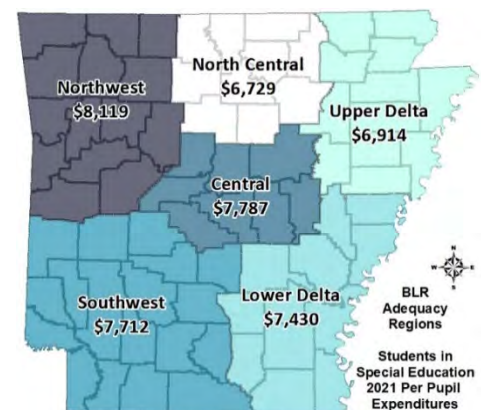 Northwest
$8,119
North Central
$6,729
Upper Delta
$6,914
Central
$7,787
Southwest
$7,712
Lower Delta
$7,430
N
W
E
S
BLR
Adequacy
Regions
Students in
Special Education
2021 Per Pupil
Expenditures